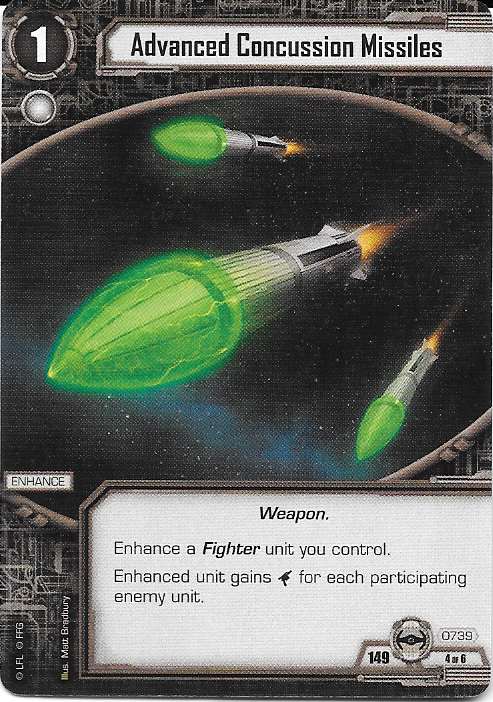 1
Advanced Concussion Missiles
ENHANCE
Weapon.
Enhance a Fighter unit you control.
Enhanced unit gains for each participating
enemy unit.
© LFL © FFG
Illus. Matt Bradbury
0739
149
4 OF 6